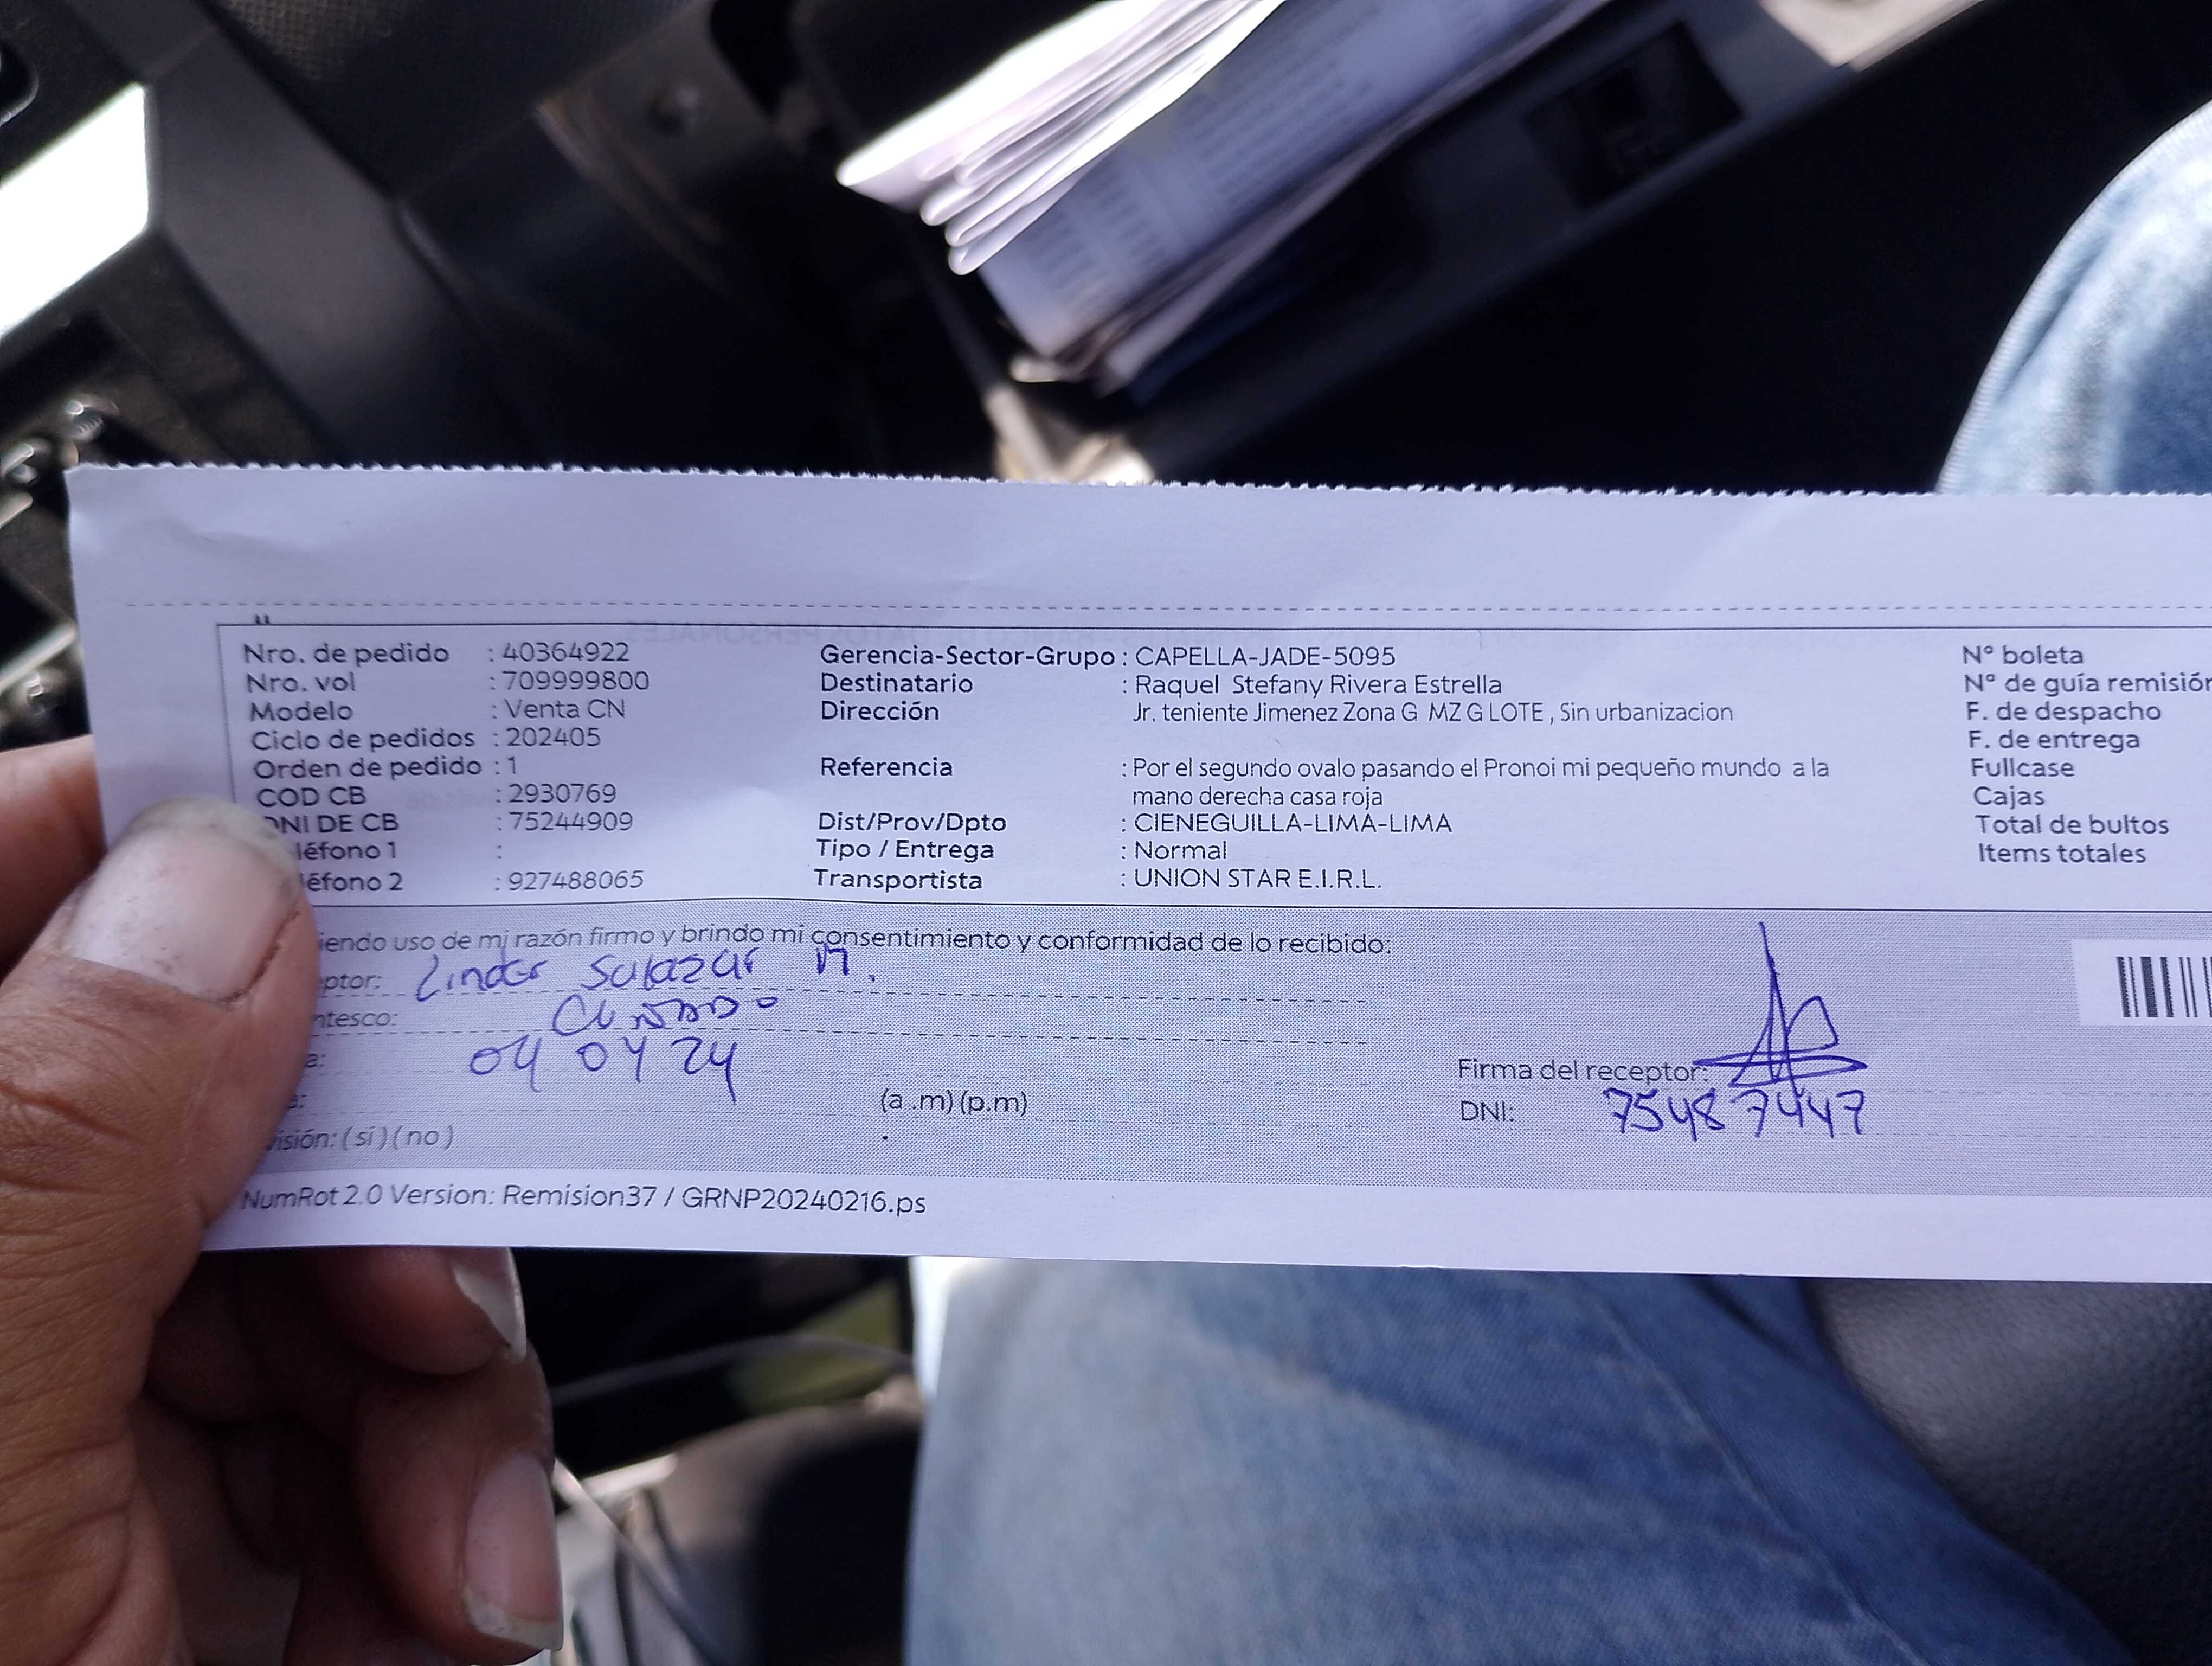 Nro. de pedido : 40364922
Nro. vol : 709999800
Modelo : Venta CN
Ciclo de pedidos : 202405
Orden de pedido : 1
COD CB : 2930769
DNI DE CB : 75244909
léfono 1 :
léfono 2 : 927488065
Gerencia-Sector-Grupo : CAPELLA-JADE-5095
Destinatario : Raquel Stefany Rivera Estrella
Dirección Jr. teniente Jimenez Zona G MZ G LOTE , Sin urbanizacion
Referencia : Por el segundo ovalo pasando el Pronoi mi pequeño mundo a la
mano derecha casa roja
Dist/Prov/Dpto : CIENEGUILLA-LIMA-LIMA
Tipo / Entrega : Normal
Transportista : UNION STAR E.I.R.L.
N° boleta
N° de guía remisión
F. de despacho
F. de entrega
Fullcase
Cajas
Total de bultos
Items totales
iendo uso de mi razón firmo y brindo mi consentimiento y conformidad de lo recibido:
ptor: Linder Salazar M.
ntesco: CUÑADO
a: 04 04 24
a: (a .m) (p.m)
isión: ( si ) ( no )
Firma del receptor:
DNI: 75487447
NumRot 2.0 Version: Remision37 / GRNP20240216.ps